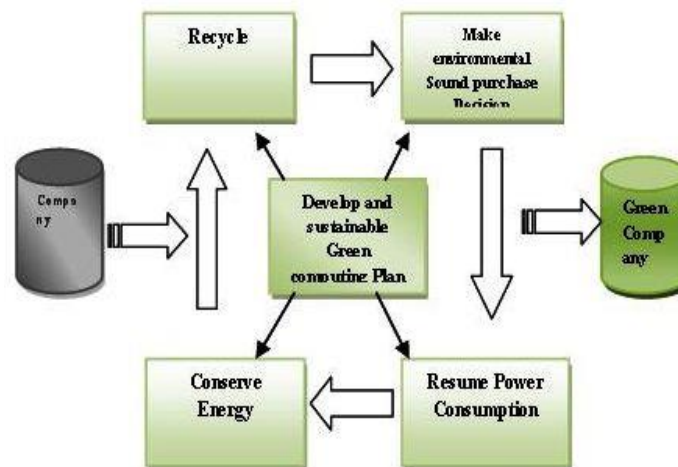 Recycle
Make
environmental
Sound purchase
Decision
Compa
ny
Develop and
sustainable
Green
computing Plan
Green
Comp
any
Conserve
Energy
Resume Power
Consumption